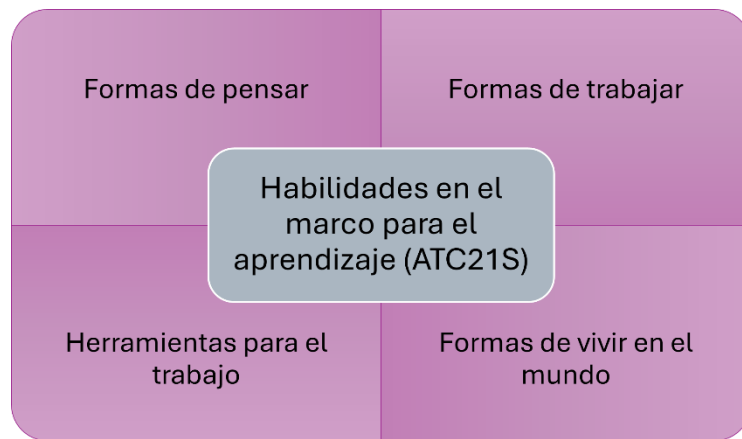 Formas de pensar
Formas de trabajar
Habilidades en el
marco para el
aprendizaje (ATC21S)
Herramientas para el
trabajo
Formas de vivir en el
mundo